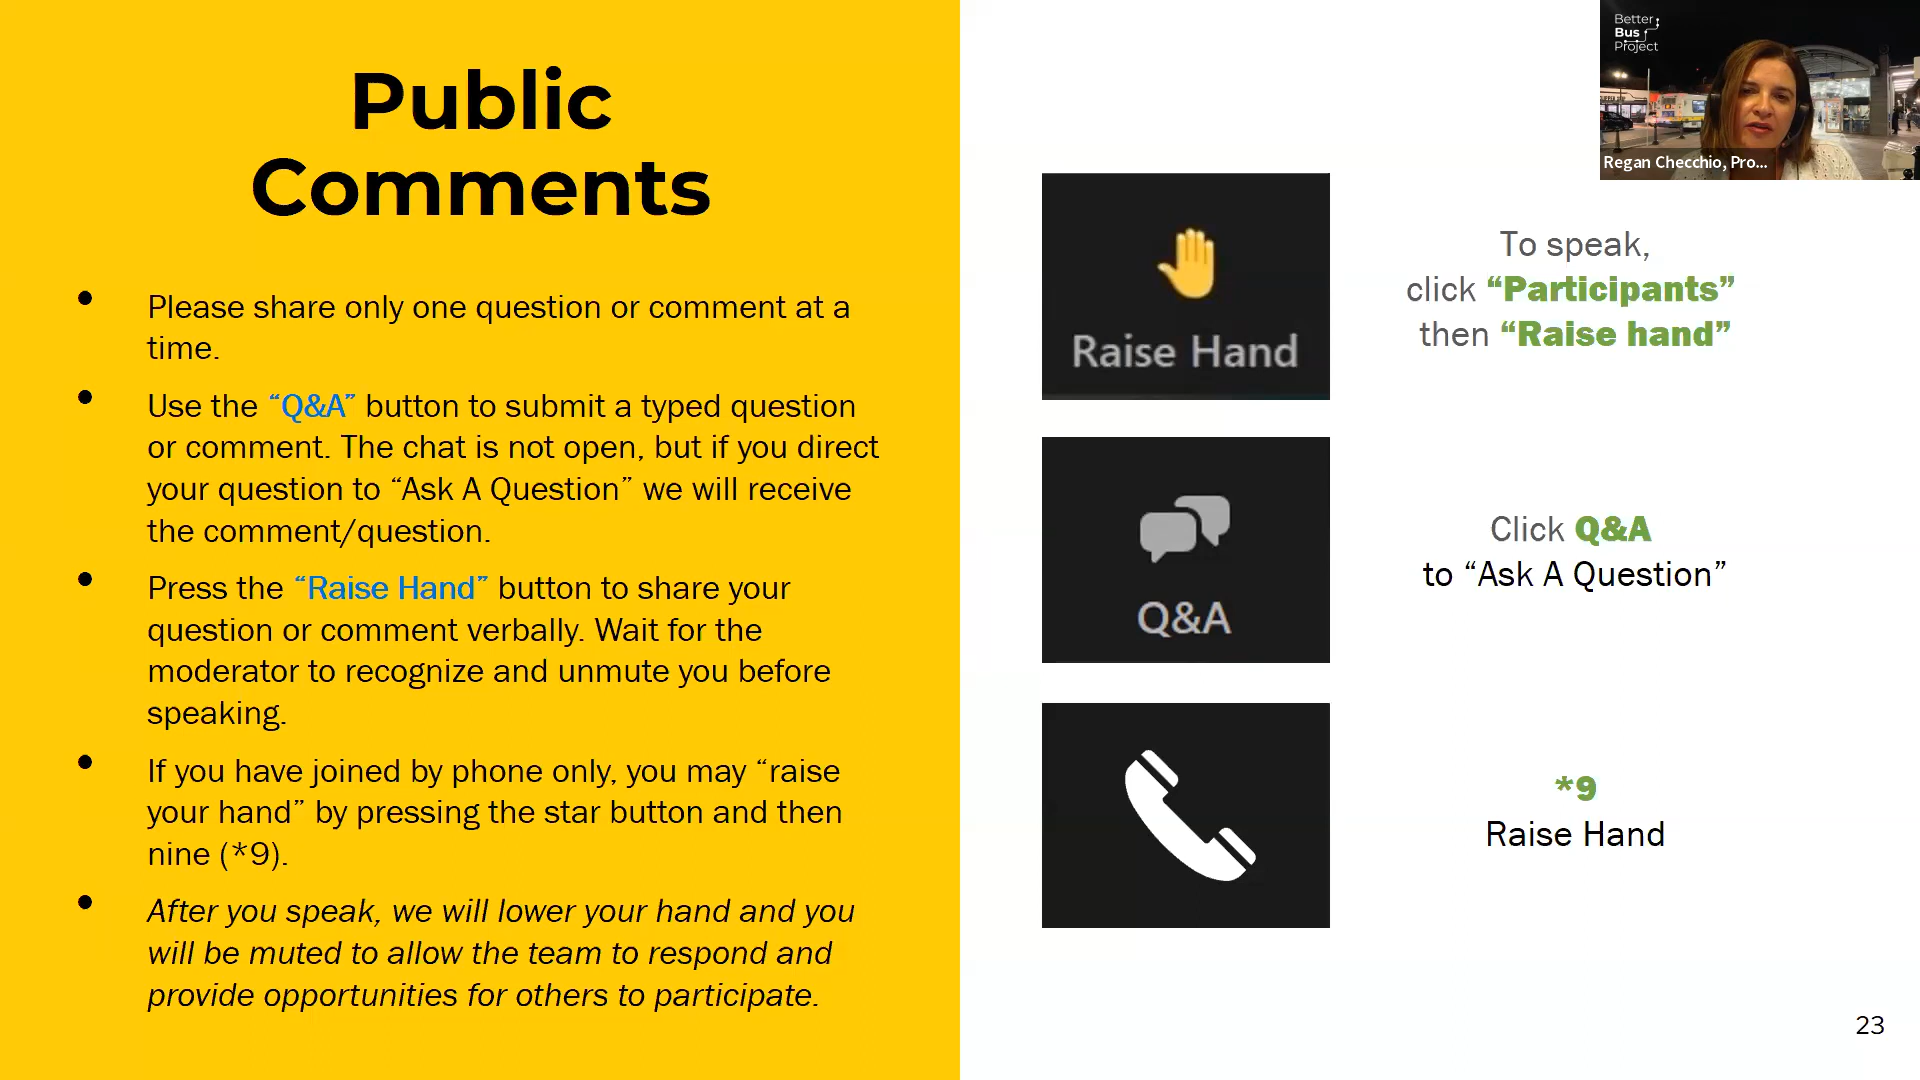 Public
Comments
• Please share only one question or comment at a
time.
• Use the “Q&A” button to submit a typed question
or comment. The chat is not open, but if you direct
your question to “Ask A Question” we will receive
the comment/question.
• Press the “Raise Hand” button to share your
question or comment verbally. Wait for the
moderator to recognize and unmute you before
speaking.
• If you have joined by phone only, you may “raise
your hand” by pressing the star button and then
nine (*9).
• After you speak, we will lower your hand and you
will be muted to allow the team to respond and
provide opportunities for others to participate.
Raise Hand
To speak,
click “Participants”
then “Raise hand”
Q&A
Click Q&A
to “Ask A Question”
*9
Raise Hand
Better
Bus
Project
Regan Checchio, Pro...
23